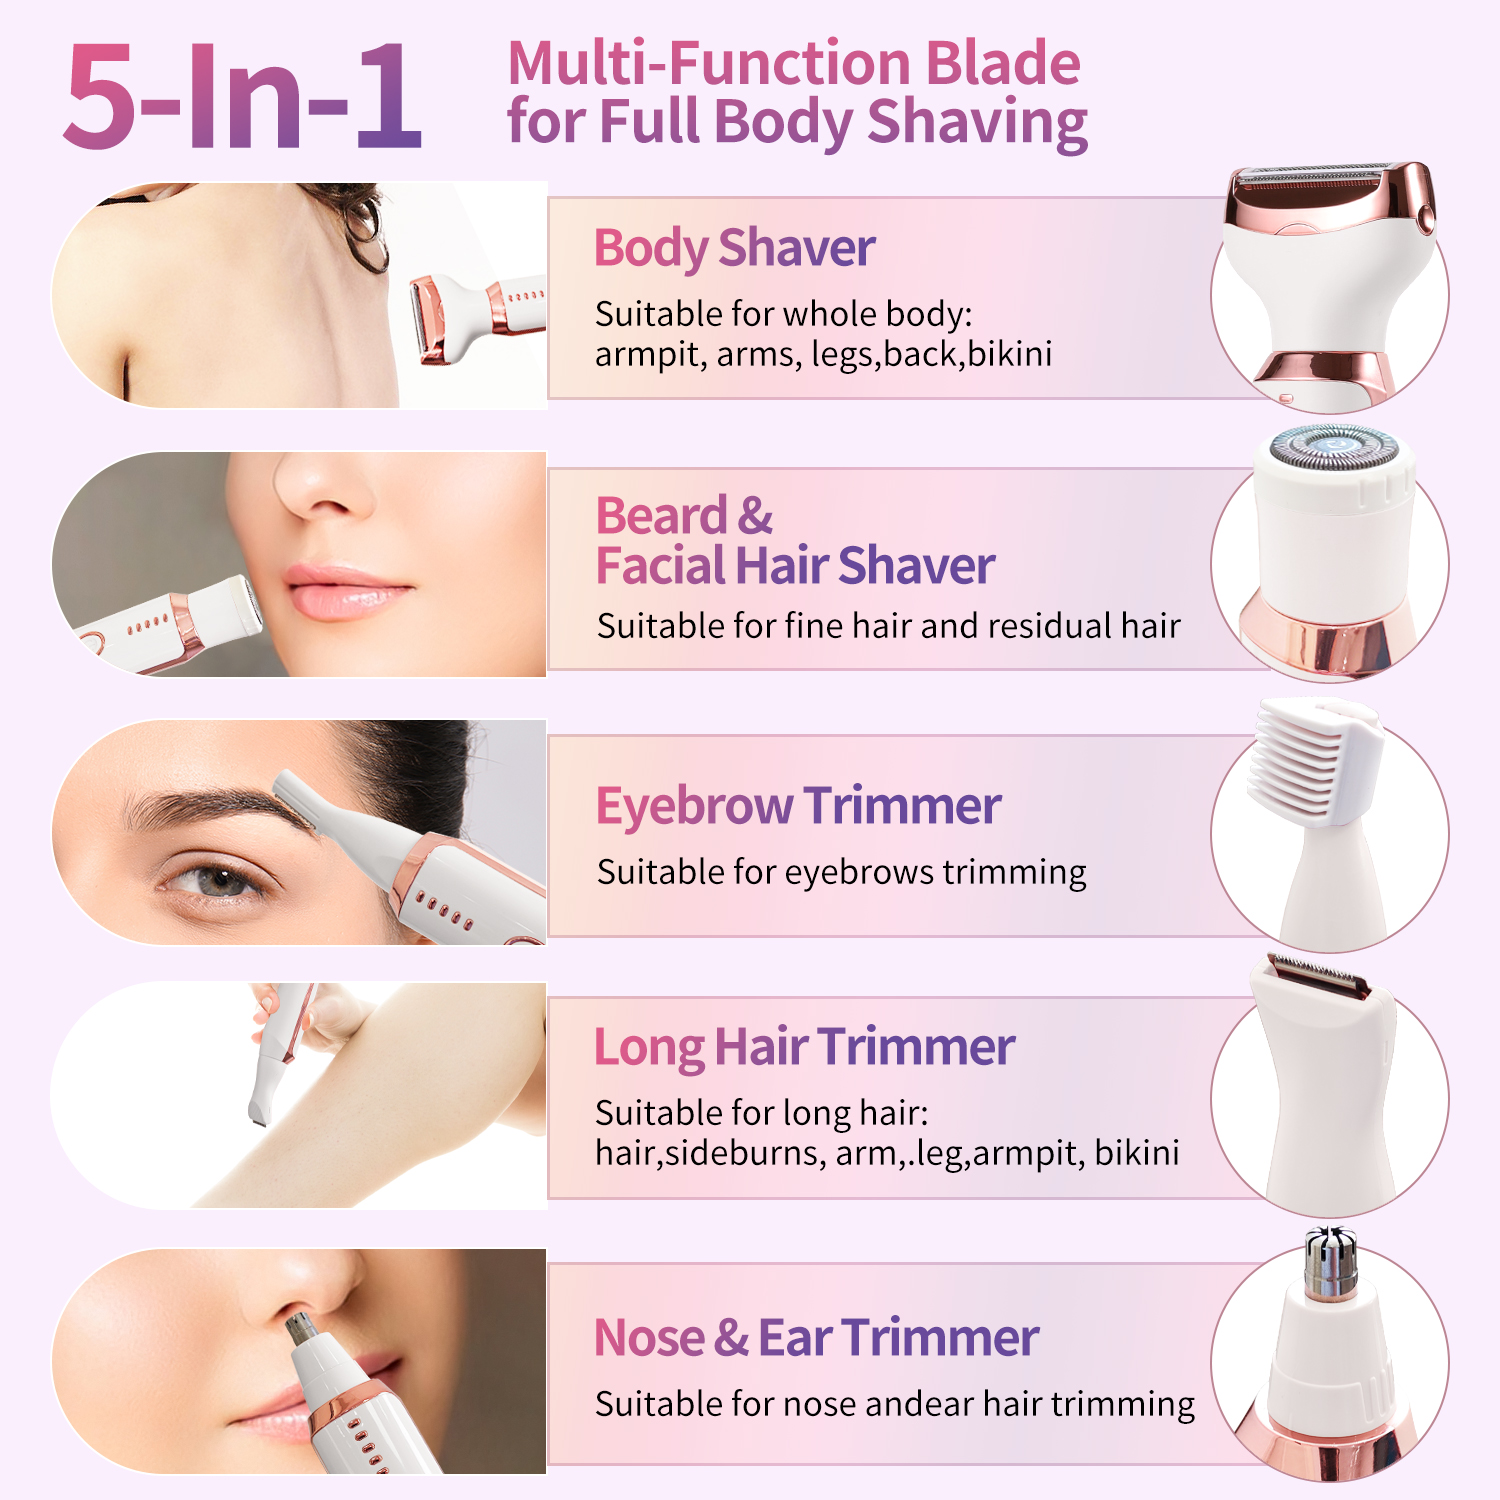 5-In-1
Multi-Function Blade
for Full Body Shaving
Body Shaver
Suitable for whole body:
armpit, arms, legs,back,bikini
Beard &
Facial Hair Shaver
Suitable for fine hair and residual hair
Eyebrow Trimmer
Suitable for eyebrows trimming
Long Hair Trimmer
Suitable for long hair:
hair,sideburns, arm,.leg,armpit, bikini
Nose & Ear Trimmer
Suitable for nose andear hair trimming